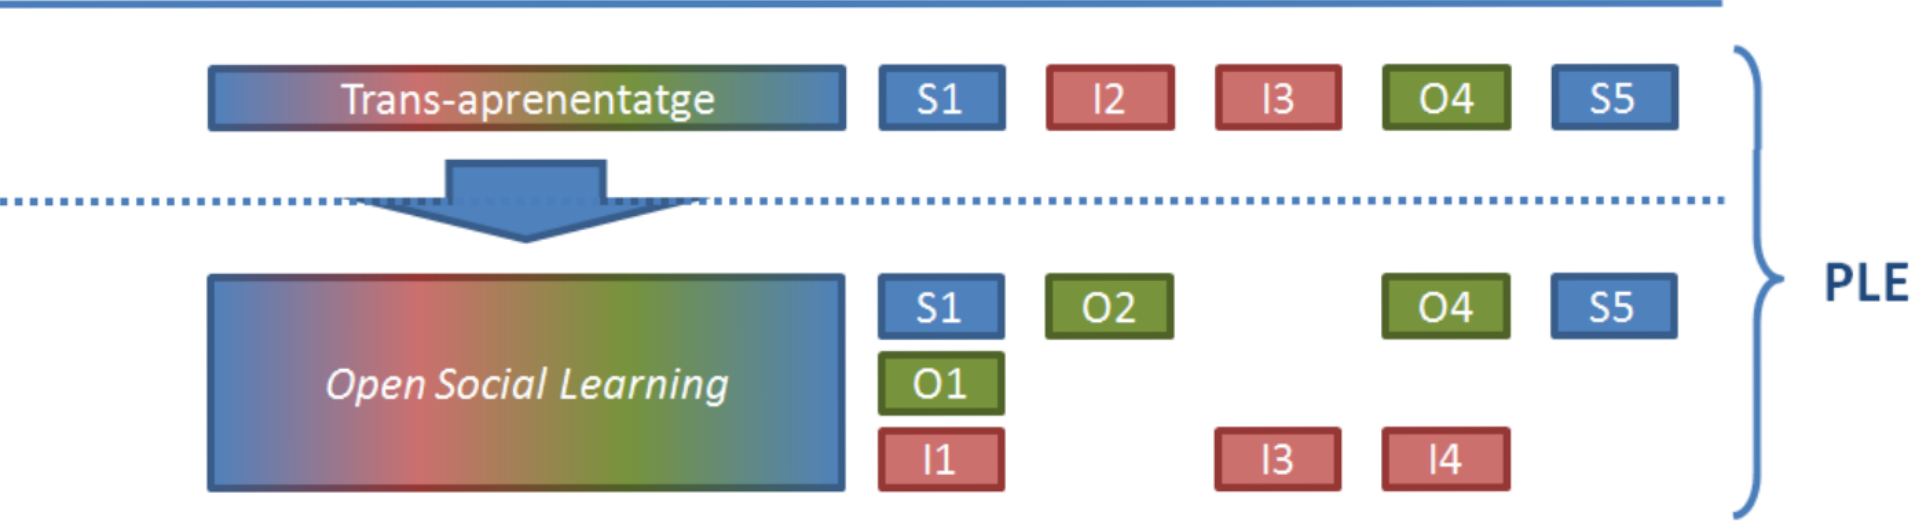 Trans-aprenentatge S1 I2 I3 O4 S5
S1 O2 O4 S5
PLE
Open Social Learning
O1
I1 I3 I4